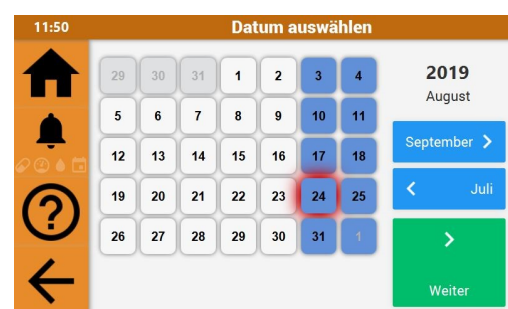 11:50 Datum auswählen
29 30 31 1 2 3 4
5 6 7 8 9 10 11
12 13 14 15 16 17 18
19 20 21 22 23 24 25
26 27 28 29 30 31 1
2019
August
September
Juli
Weiter
?